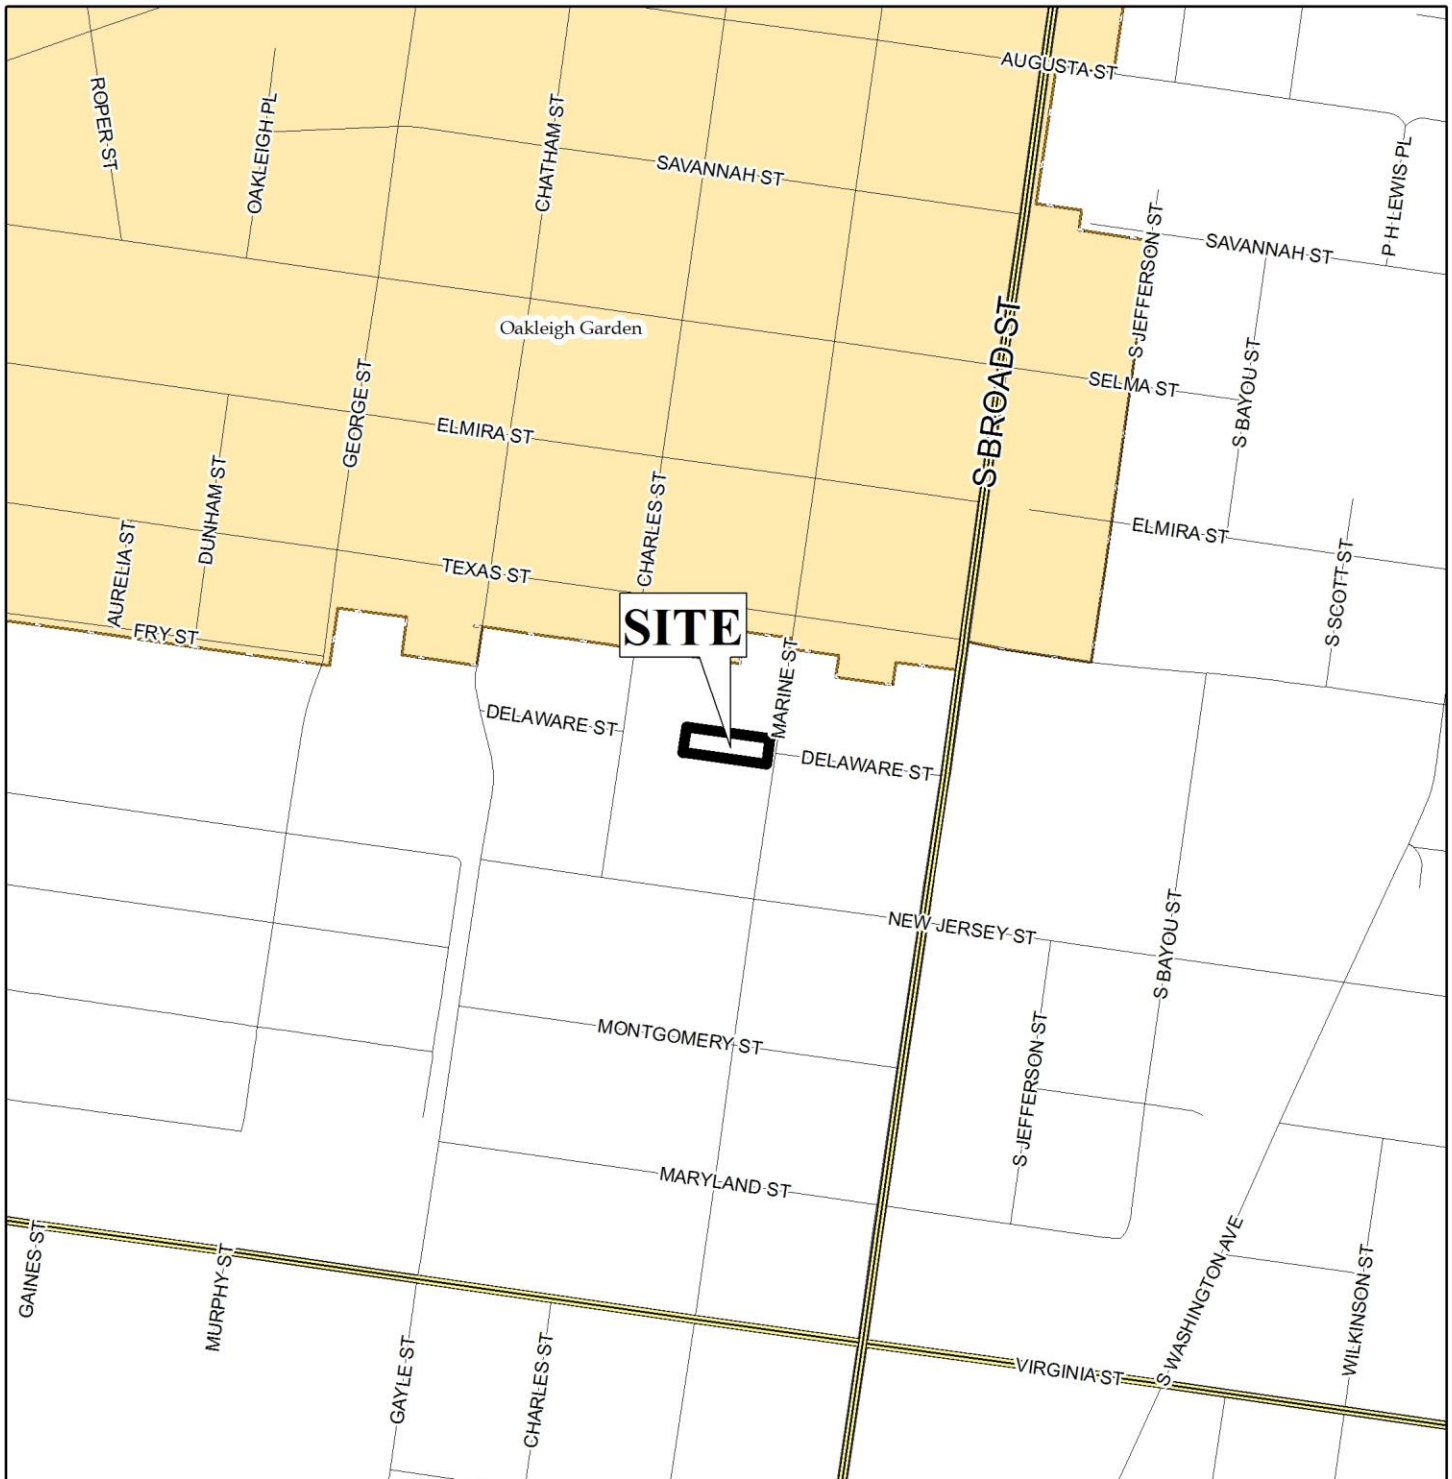 AUGUSTA ST
ROPER ST
OAKLEIGH PL
CHATHAM ST
SAVANNAH ST
P H LEWIS PL
S JEFFERSON ST
SAVANNAH ST
Oakleigh Garden
S BROAD ST
SELMA ST
S BAYOU ST
GEORGE ST
ELMIRA ST
DUNHAM ST
CHARLES ST
AURELIA ST
TEXAS ST
ELMIRA ST
S SCOTT ST
FRY ST
SITE
MARINE ST
DELAWARE ST
DELAWARE ST
NEW JERSEY ST
S BAYOU ST
MONTGOMERY ST
S JEFFERSON ST
MARYLAND ST
GAINES ST
MURPHY ST
S WASHINGTON AVE
WILKINSON ST
GAYLE ST
CHARLES ST
VIRGINIA ST